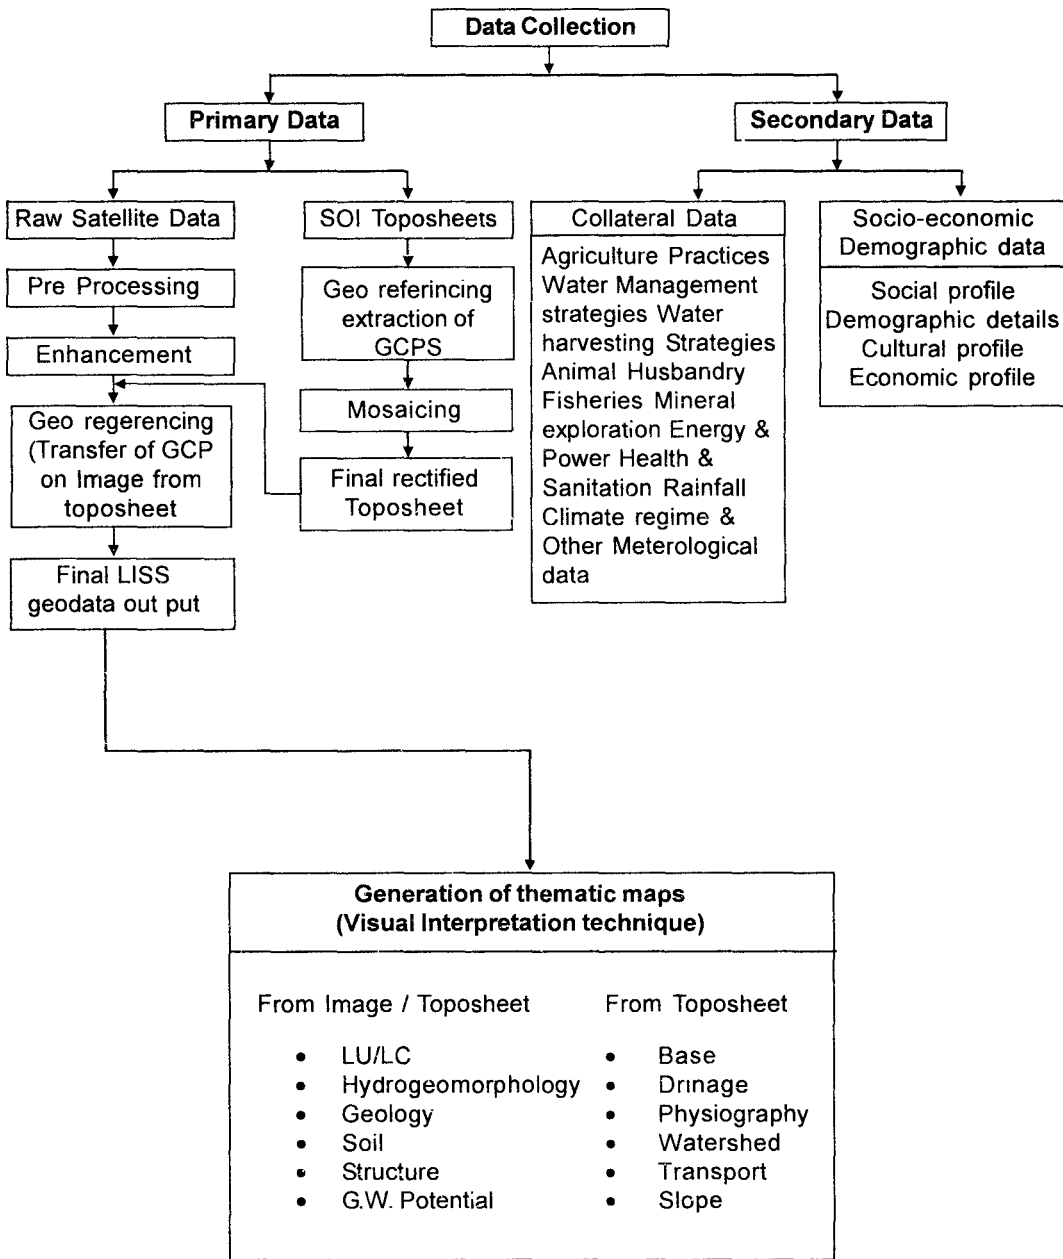 Data Collection
Primary Data
Secondary Data
Raw Satellite Data
Pre Processing
Enhancement
Geo regerencing
(Transfer of GCP
on Image from
toposheet
Final LISS
geodata out put
SOI Toposheets
Geo referincing
extraction of
GCPS
Mosaicing
Final rectified
Toposheet
Collateral Data
Agriculture Practices
Water Management
strategies Water
harvesting Strategies
Animal Husbandry
Fisheries Mineral
exploration Energy &
Power Health &
Sanitation Rainfall
Climate regime &
Other Meterological
data
Socio-economic
Demographic data
Social profile
Demographic details
Cultural profile
Economic profile
Generation of thematic maps
(Visual Interpretation technique)
From Image / Toposheet
• LU/LC
• Hydrogeomorphology
• Geology
• Soil
• Structure
• G.W. Potential
From Toposheet
• Base
• Drinage
• Physiography
• Watershed
• Transport
• Slope